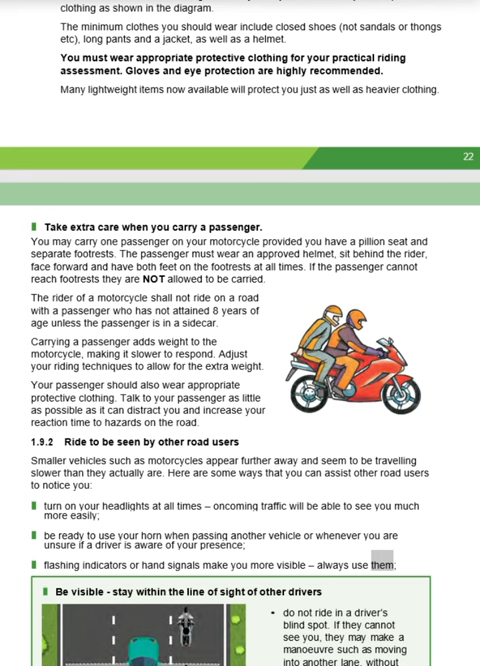 clothing as shown in the diagram.
The minimum clothes you should wear include closed shoes (not sandals or thongs
etc), long pants and a jacket, as well as a helmet.
You must wear appropriate protective clothing for your practical riding
assessment. Gloves and eye protection are highly recommended.
Many lightweight items now available will protect you just as well as heavier clothing.
22
Take extra care when you carry a passenger.
You may carry one passenger on your motorcycle provided you have a pillion seat and
separate footrests. The passenger must wear an approved helmet, sit behind the rider,
face forward and have both feet on the footrests at all times. If the passenger cannot
reach footrests they are NOT allowed to be carried.
The rider of a motorcycle shall not ride on a road
with a passenger who has not attained 8 years of
age unless the passenger is in a sidecar.
Carrying a passenger adds weight to the
motorcycle, making it slower to respond. Adjust
your riding techniques to allow for the extra weight.
Your passenger should also wear appropriate
protective clothing. Talk to your passenger as little
as possible as it can distract you and increase your
reaction time to hazards on the road.
1.9.2 Ride to be seen by other road users
Smaller vehicles such as motorcycles appear further away and seem to be travelling
slower than they actually are. Here are some ways that you can assist other road users
to notice you:
turn on your headlights at all times – oncoming traffic will be able to see you much
more easily;
be ready to use your horn when passing another vehicle or whenever you are
unsure if a driver is aware of your presence;
flashing indicators or hand signals make you more visible – always use them;
Be visible - stay within the line of sight of other drivers
• do not ride in a driver's
blind spot. If they cannot
see you, they may make a
manoeuvre such as moving
into another lane, without